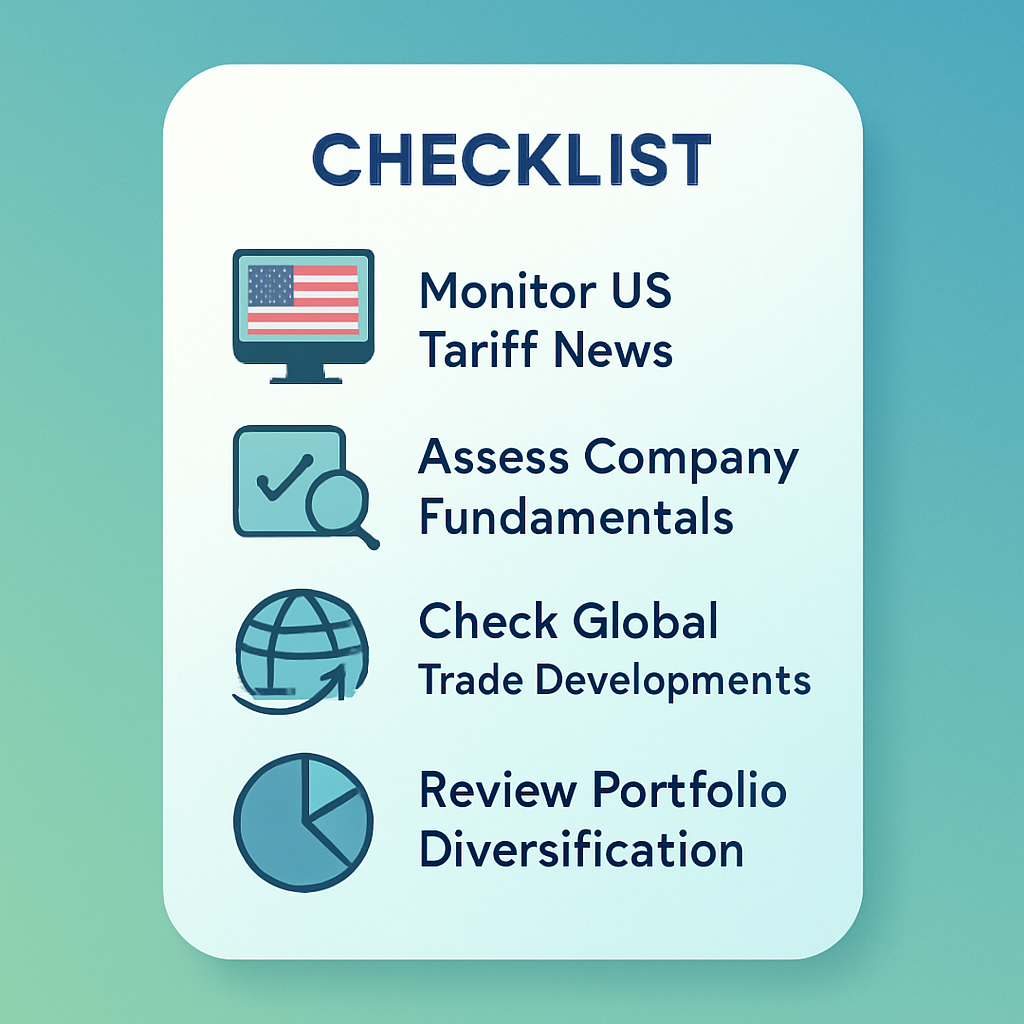 CHECKLIST
Monitor US
Tariff News
Assess Company
Fundamentals
Check Global
Trade Developments
Review Portfolio
Diversification